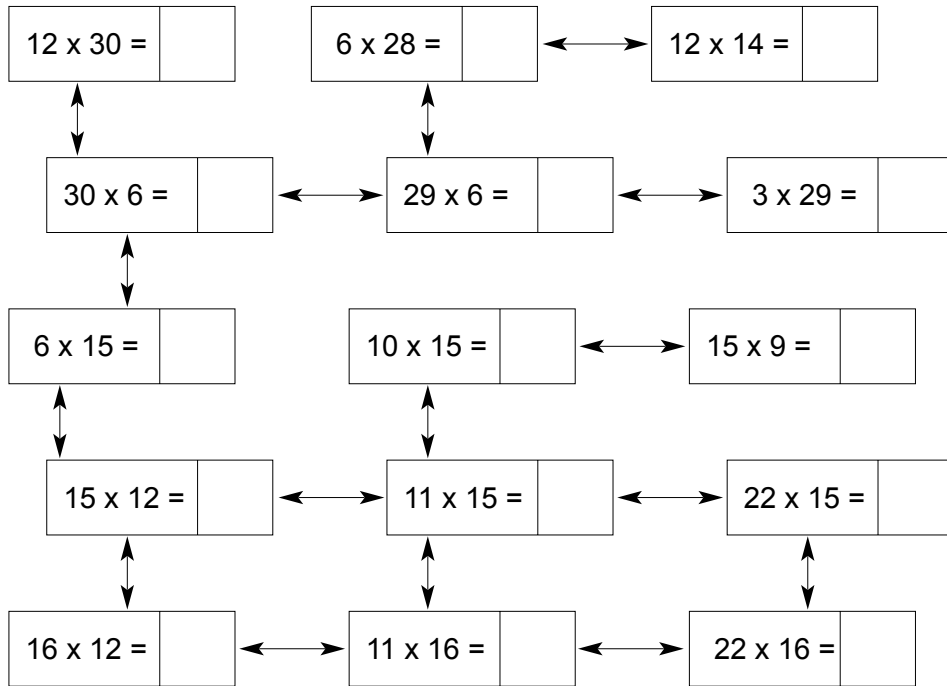 12 x 30 =
6 x 28 =
12 x 14 =
30 x 6 =
29 x 6 =
3 x 29 =
6 x 15 =
10 x 15 =
15 x 9 =
15 x 12 =
11 x 15 =
22 x 15 =
16 x 12 =
11 x 16 =
22 x 16 =